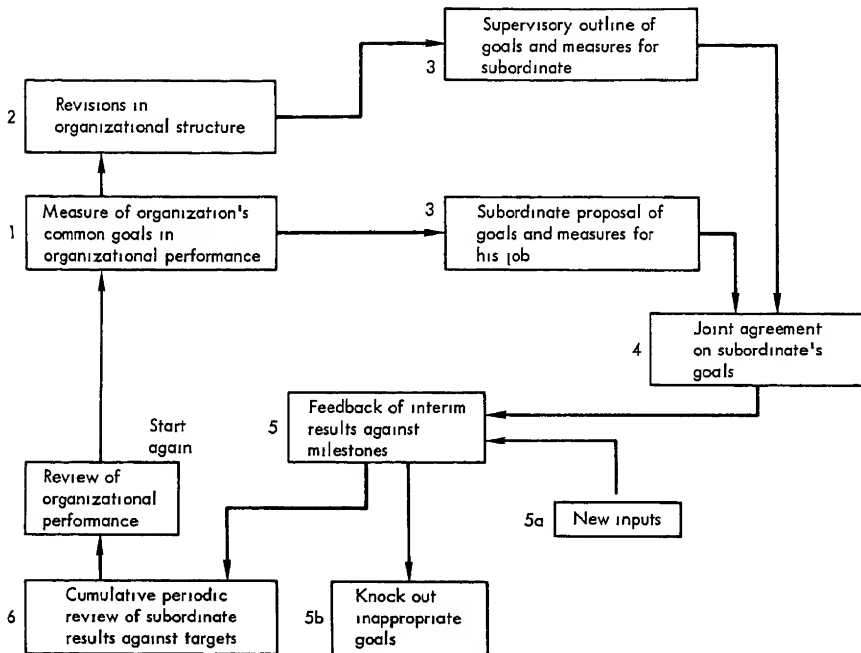 3
Supervisory outline of
goals and measures for
subordinate
2
Revisions in
organizational structure
1
Measure of organization's
common goals in
organizational performance
3
Subordinate proposal of
goals and measures for
his job
4
Joint agreement
on subordinate's
goals
5
Feedback of interim
results against
milestones
Start
again
Review of
organizational
performance
5a
New inputs
6
Cumulative periodic
review of subordinate
results against targets
5b
Knock out
inappropriate
goals